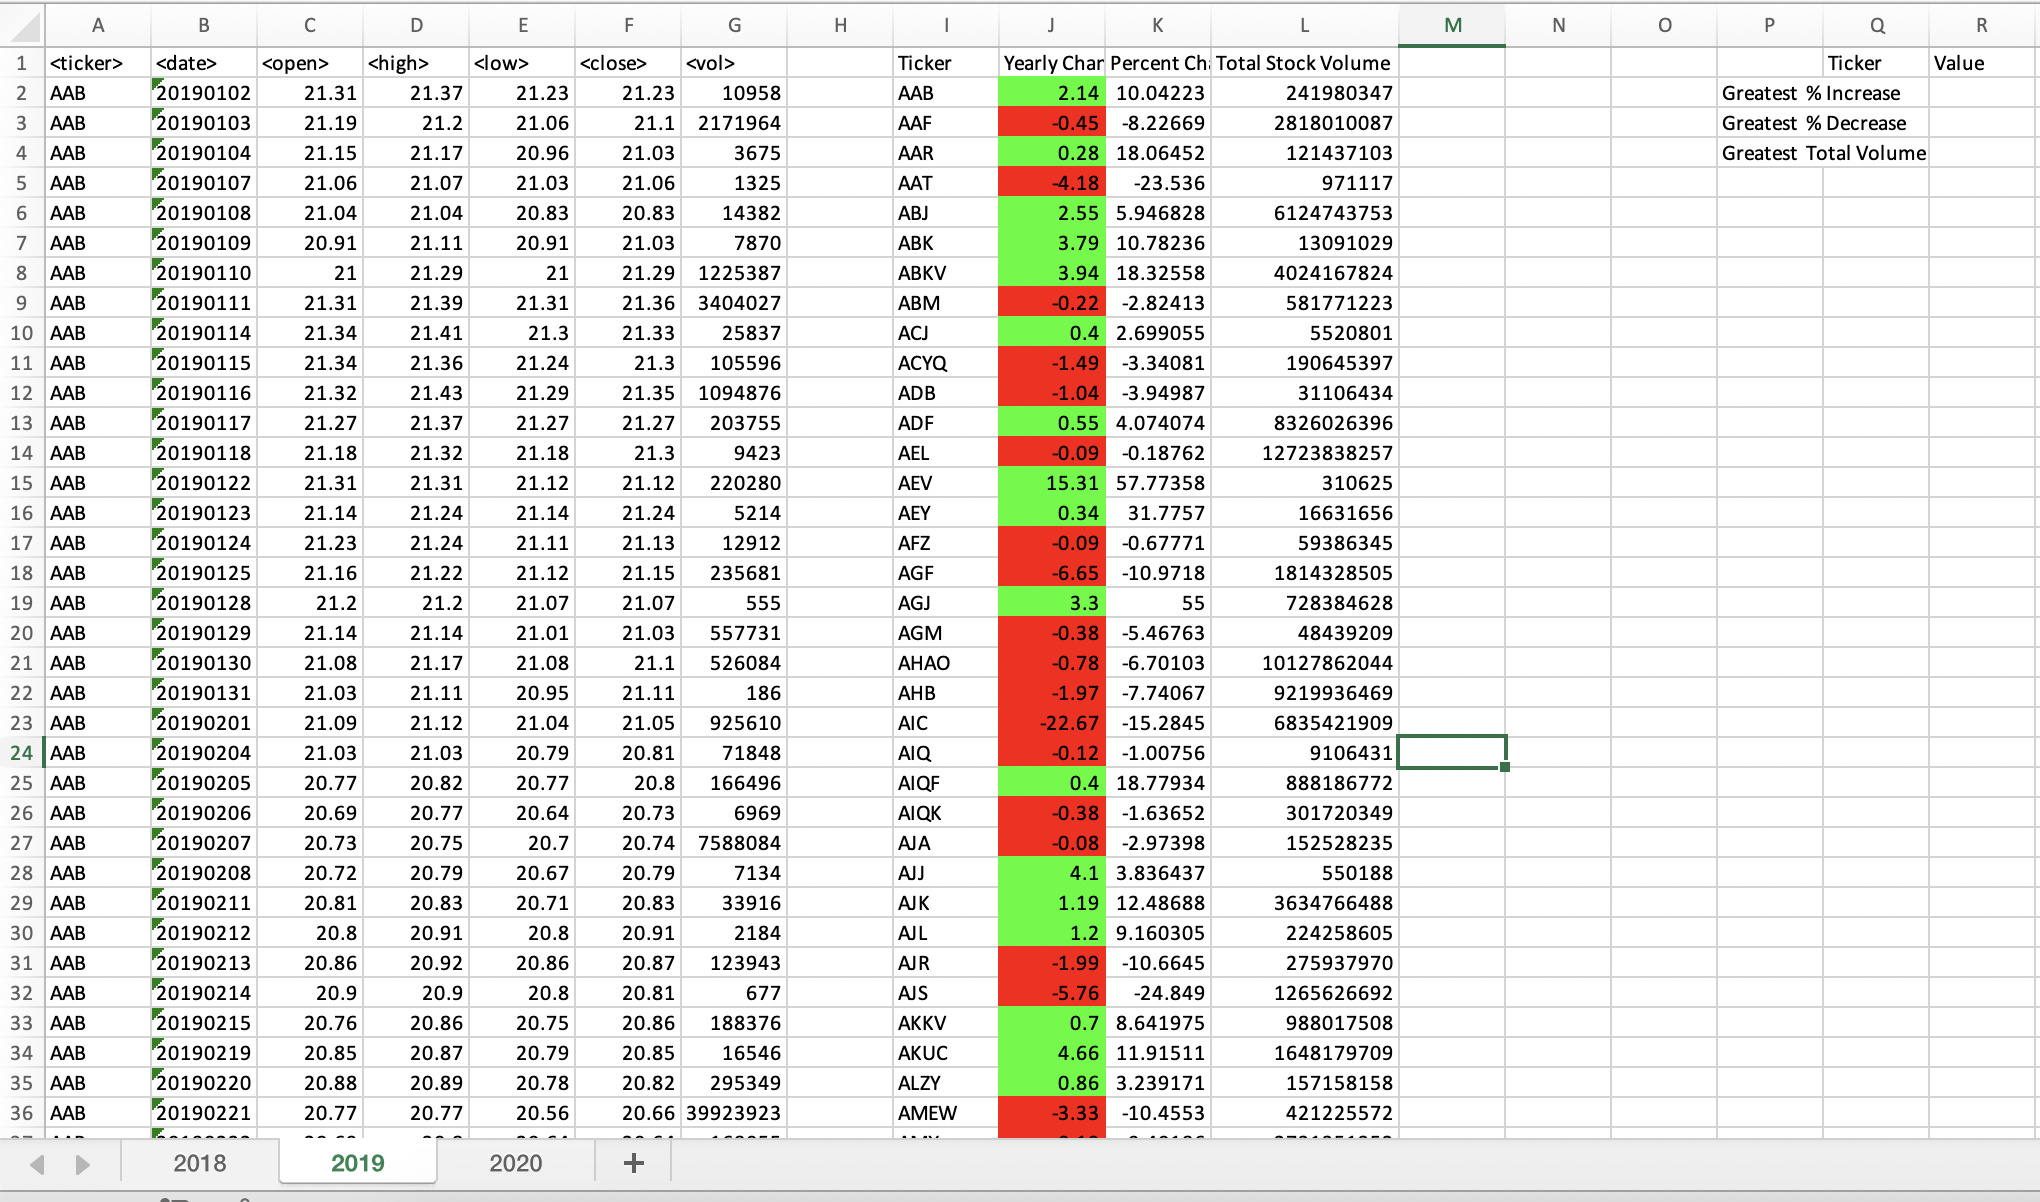 A B C D E F G H I J K L M N O P Q R
1 <ticker> <date> <open> <high> <low> <close> <vol> Ticker Yearly Char Percent Ch Total Stock Volume Ticker Value
2 AAB 20190102 21.31 21.37 21.23 21.23 10958 AAB 2.14 10.04223 241980347 Greatest % Increase
3 AAB 20190103 21.19 21.2 21.06 21.1 2171964 AAF -0.45 -8.22669 2818010087 Greatest % Decrease
4 AAB 20190104 21.15 21.17 20.96 21.03 3675 AAR 0.28 18.06452 121437103 Greatest Total Volume
5 AAB 20190107 21.06 21.07 21.03 21.06 1325 AAT -4.18 -23.536 971117
6 AAB 20190108 21.04 21.04 20.83 20.83 14382 ABJ 2.55 5.946828 6124743753
7 AAB 20190109 20.91 21.11 20.91 21.03 7870 ABK 3.79 10.78236 13091029
8 AAB 20190110 21 21.29 21 21.29 1225387 ABKV 3.94 18.32558 4024167824
9 AAB 20190111 21.31 21.39 21.31 21.36 3404027 ABM -0.22 -2.82413 581771223
10 AAB 20190114 21.34 21.41 21.3 21.33 25837 ACJ 0.4 2.699055 5520801
11 AAB 20190115 21.34 21.36 21.24 21.3 105596 ACYQ -1.49 -3.34081 190645397
12 AAB 20190116 21.32 21.43 21.29 21.35 1094876 ADB -1.04 -3.94987 31106434
13 AAB 20190117 21.27 21.37 21.27 21.27 203755 ADF 0.55 4.074074 8326026396
14 AAB 20190118 21.18 21.32 21.18 21.3 9423 AEL -0.09 -0.18762 12723838257
15 AAB 20190122 21.31 21.31 21.12 21.12 220280 AEV 15.31 57.77358 310625
16 AAB 20190123 21.14 21.24 21.14 21.24 5214 AEY 0.34 31.7757 16631656
17 AAB 20190124 21.23 21.24 21.11 21.13 12912 AFZ -0.09 -0.67771 59386345
18 AAB 20190125 21.16 21.22 21.12 21.15 235681 AGF -6.65 -10.9718 1814328505
19 AAB 20190128 21.2 21.2 21.07 21.07 555 AGJ 3.3 55 728384628
20 AAB 20190129 21.14 21.14 21.01 21.03 557731 AGM -0.38 -5.46763 48439209
21 AAB 20190130 21.08 21.17 21.08 21.1 526084 AHAO -0.78 -6.70103 10127862044
22 AAB 20190131 21.03 21.11 20.95 21.11 186 AHB -1.97 -7.74067 9219936469
23 AAB 20190201 21.09 21.12 21.04 21.05 925610 AIC -22.67 -15.2845 6835421909
24 AAB 20190204 21.03 21.03 20.79 20.81 71848 AIQ -0.12 -1.00756 9106431
25 AAB 20190205 20.77 20.82 20.77 20.8 166496 AIQF 0.4 18.77934 888186772
26 AAB 20190206 20.69 20.77 20.64 20.73 6969 AIQK -0.38 -1.63652 301720349
27 AAB 20190207 20.73 20.75 20.7 20.74 7588084 AJA -0.08 -2.97398 152528235
28 AAB 20190208 20.72 20.79 20.67 20.79 7134 AJJ 4.1 3.836437 550188
29 AAB 20190211 20.81 20.83 20.71 20.83 33916 AJK 1.19 12.48688 3634766488
30 AAB 20190212 20.8 20.91 20.8 20.91 2184 AJL 1.2 9.160305 224258605
31 AAB 20190213 20.86 20.92 20.86 20.87 123943 AJR -1.99 -10.6645 275937970
32 AAB 20190214 20.9 20.9 20.8 20.81 677 AJS -5.76 -24.849 1265626692
33 AAB 20190215 20.76 20.86 20.75 20.86 188376 AKKV 0.7 8.641975 988017508
34 AAB 20190219 20.85 20.87 20.79 20.85 16546 AKUC 4.66 11.91511 1648179709
35 AAB 20190220 20.88 20.89 20.78 20.82 295349 ALZY 0.86 3.239171 157158158
36 AAB 20190221 20.77 20.77 20.56 20.66 39923923 AMEW -3.33 -10.4553 421225572
2018 2019 2020 +